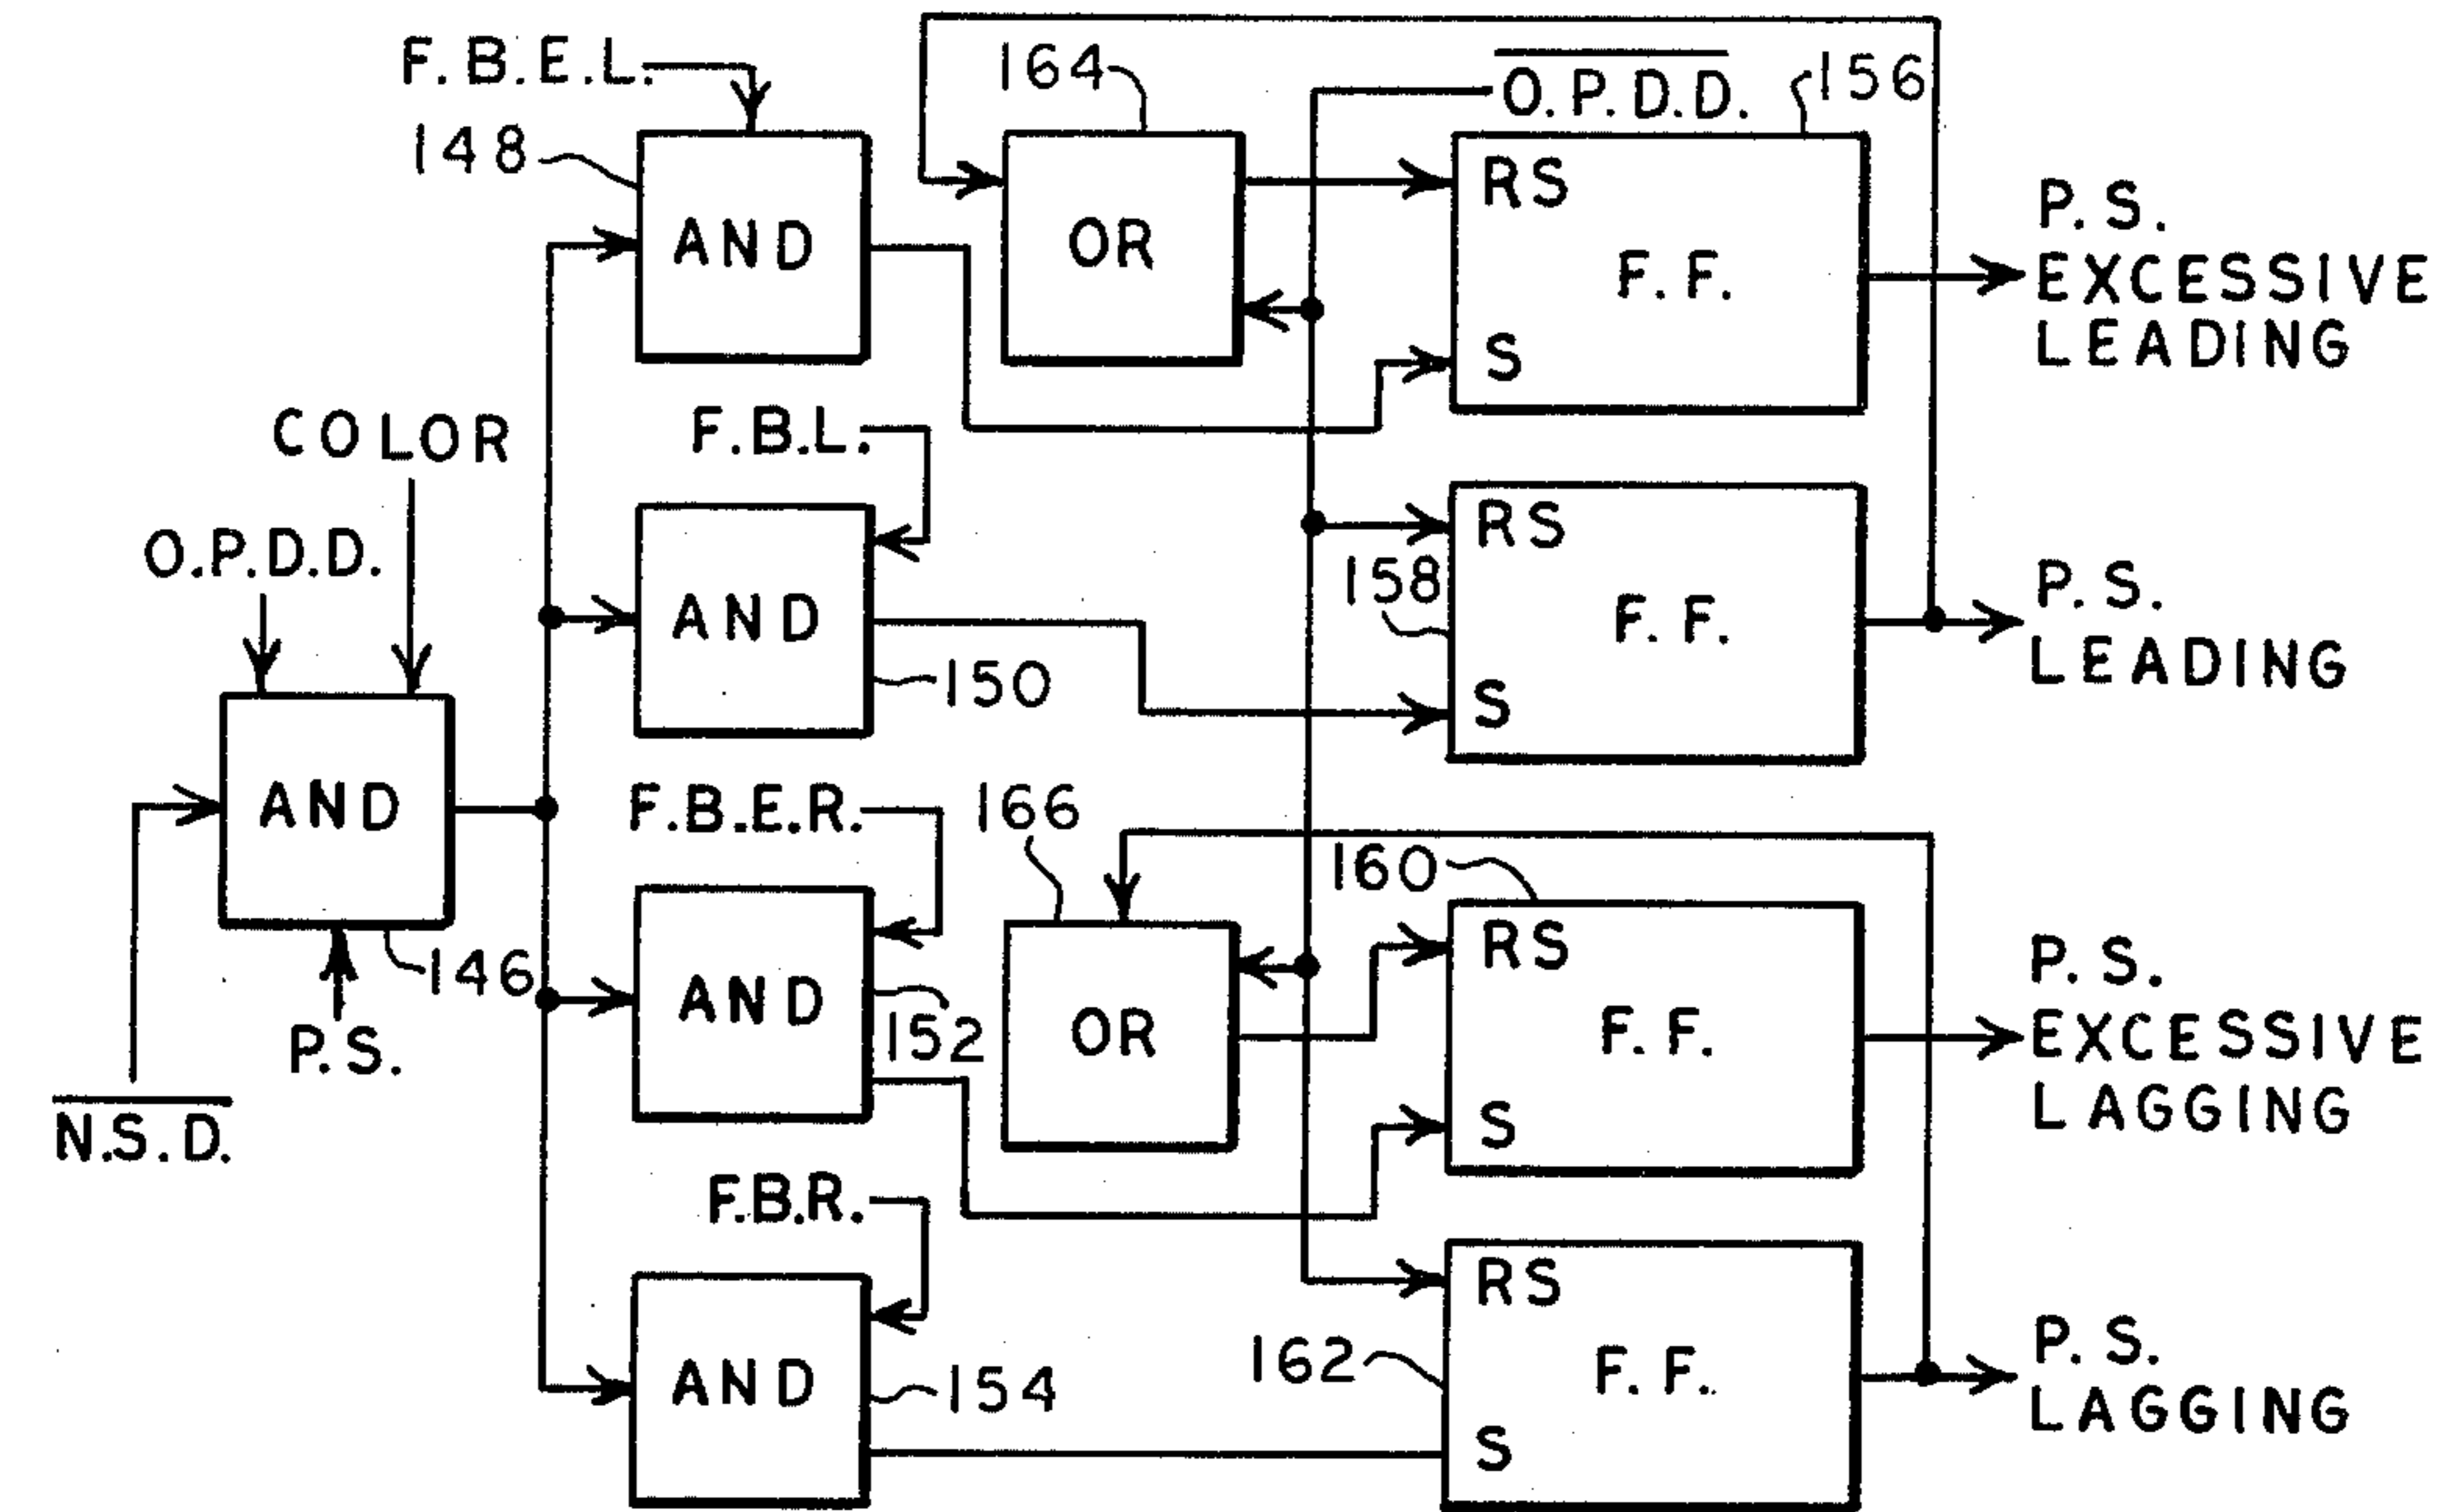 F.B.E.L.
164
O.P.D.D.
156
148
RS
AND
OR
F.F.
S
P.S.
EXCESSIVE
LEADING
F.B.L.
COLOR
O.P.D.D.
RS
158
AND
F.F.
150
S
P.S.
LEADING
F.B.E.R.
166
160
AND
146
P.S.
N.S.D.
AND
152
OR
RS
F.F.
S
P.S.
EXCESSIVE
LAGGING
F.B.R.
RS
AND
154
162
F.F.
S
P.S.
LAGGING